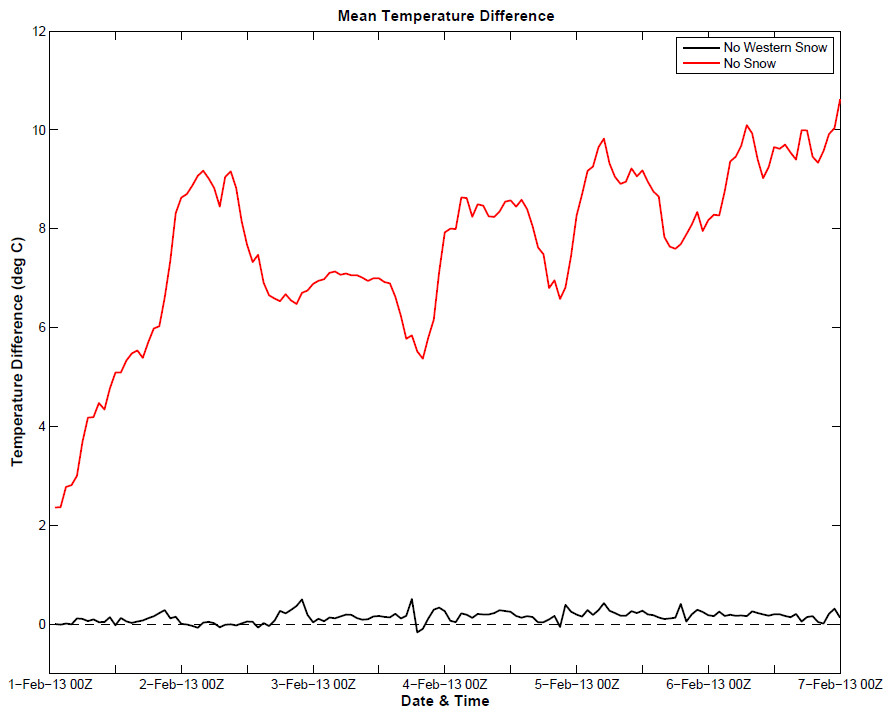 Mean Temperature Difference
No Western Snow
No Snow
Temperature Difference (deg C)
12
10
8
6
4
2
0
1−Feb−13 00Z 2−Feb−13 00Z 3−Feb−13 00Z 4−Feb−13 00Z 5−Feb−13 00Z 6−Feb−13 00Z 7−Feb−13 00Z
Date & Time